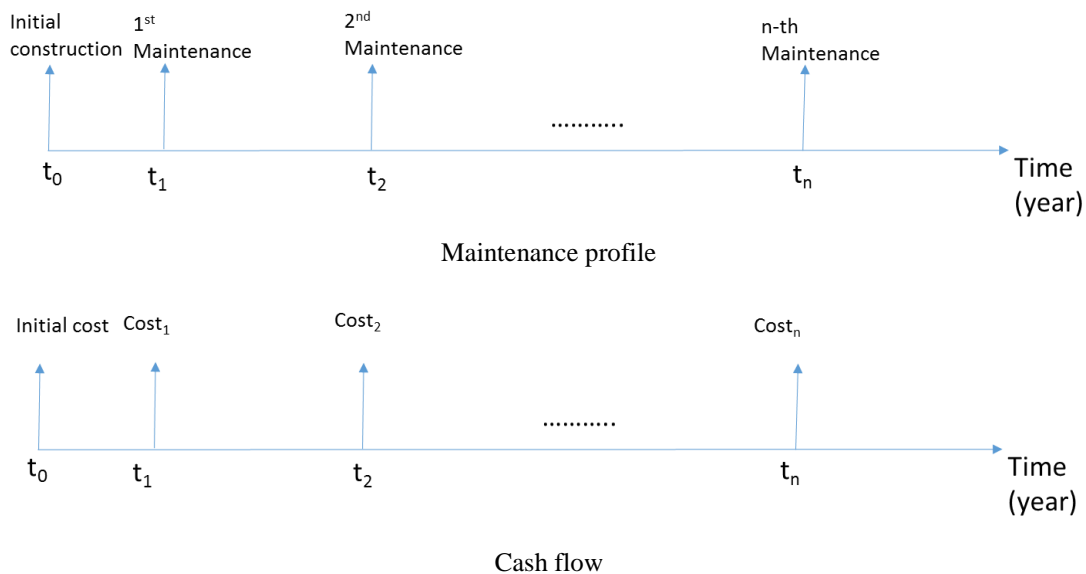 Initial construction
1st Maintenance
2nd Maintenance
n-th Maintenance
...........
t0
t1
t2
tn
Time (year)
Maintenance profile
Initial cost
Cost1
Cost2
Costn
...........
t0
t1
t2
tn
Time (year)
Cash flow